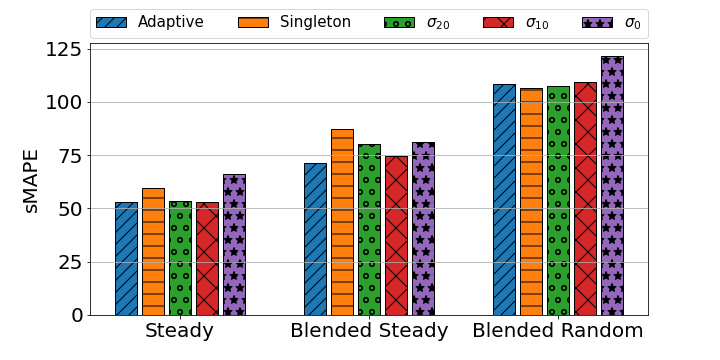 Adaptive Singleton σ₂₀ σ₁₀ σ₀
125
100
75
50
25
0
sMAPE
Steady Blended Steady Blended Random